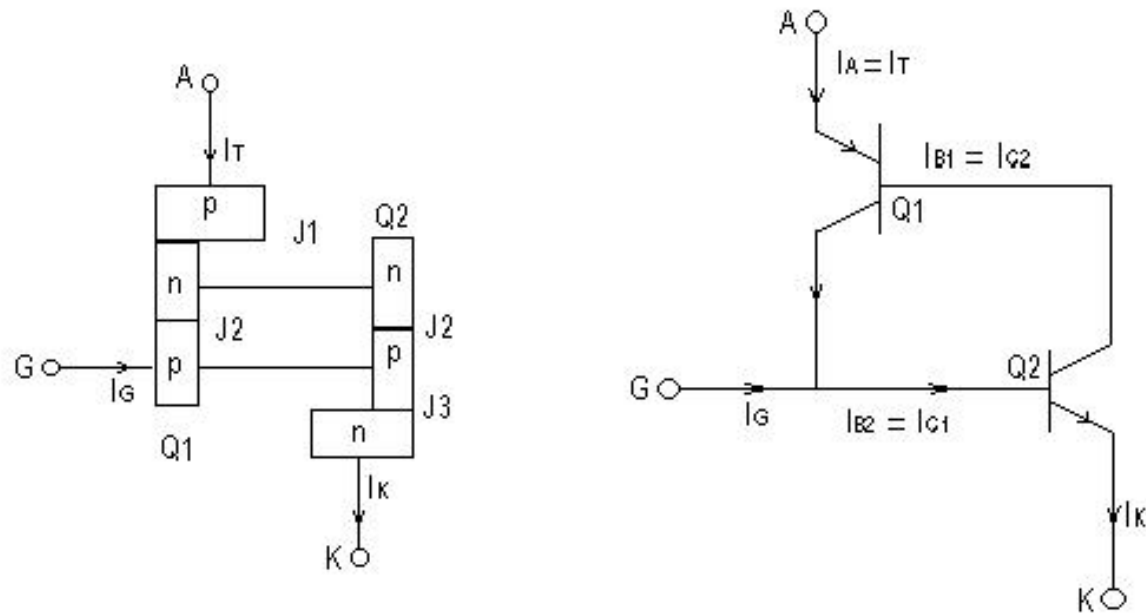 A
IT
p
J1
Q2
n
n
J2
J2
G
IG
p
p
J3
Q1
n
IK
K
A
IA = IT
IB1 = IC2
Q1
Q2
G
IG
IB2 = IC1
IK
K